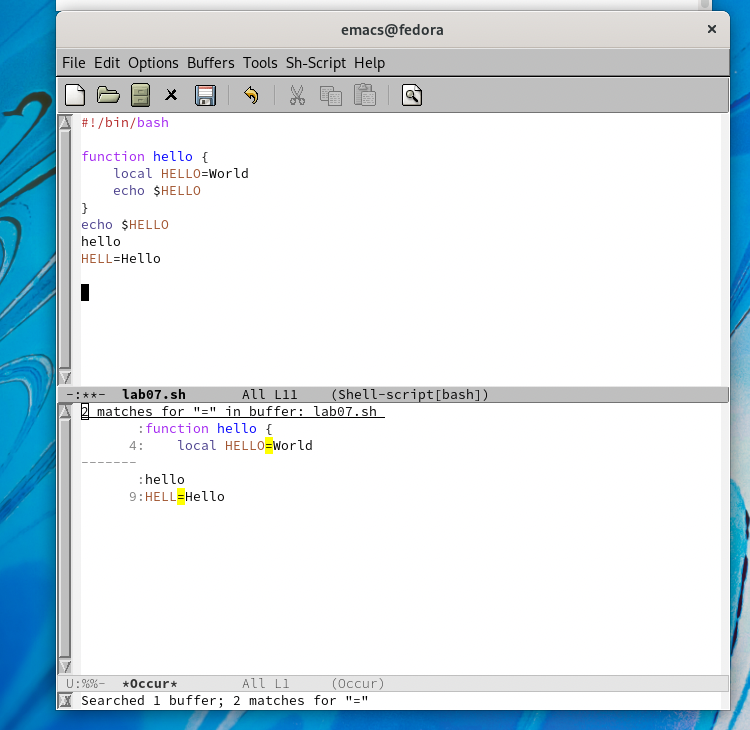 emacs@fedora ×
File Edit Options Buffers Tools Sh-Script Help
#!/bin/bash
function hello {
    local HELLO=World
    echo $HELLO
}
echo $HELLO
hello
HELL=Hello
-:**-  lab07.sh       All L11    (Shell-script[bash])
2 matches for "=" in buffer: lab07.sh
       :function hello {
      4:    local HELLO=World
-------
       :hello
      9:HELL=Hello
U:%%-  *Occur*        All L1     (Occur)
Searched 1 buffer; 2 matches for "="